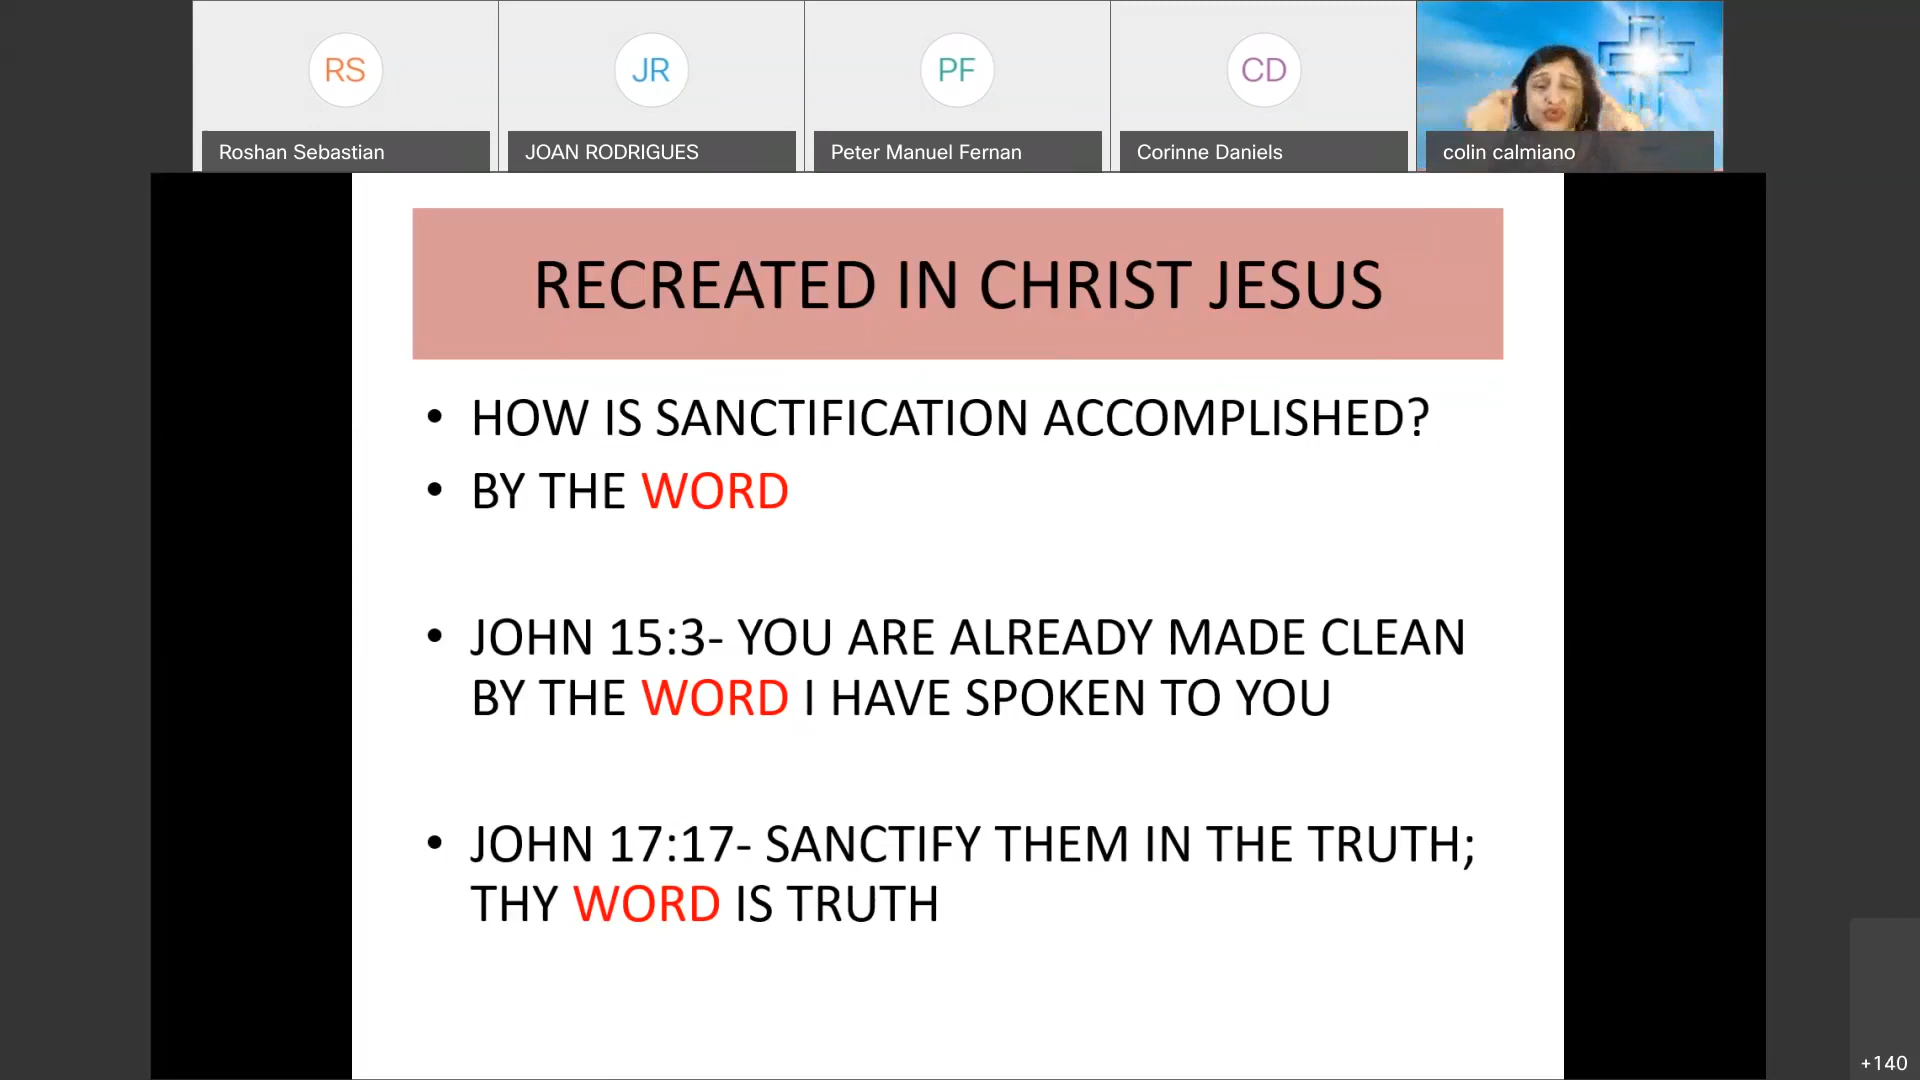 RS
JR
PF
CD
Roshan Sebastian
JOAN RODRIGUES
Peter Manuel Fernan
Corinne Daniels
colin calmiano
RECREATED IN CHRIST JESUS
• HOW IS SANCTIFICATION ACCOMPLISHED?
• BY THE WORD
• JOHN 15:3- YOU ARE ALREADY MADE CLEAN
BY THE WORD I HAVE SPOKEN TO YOU
• JOHN 17:17- SANCTIFY THEM IN THE TRUTH;
THY WORD IS TRUTH
+140